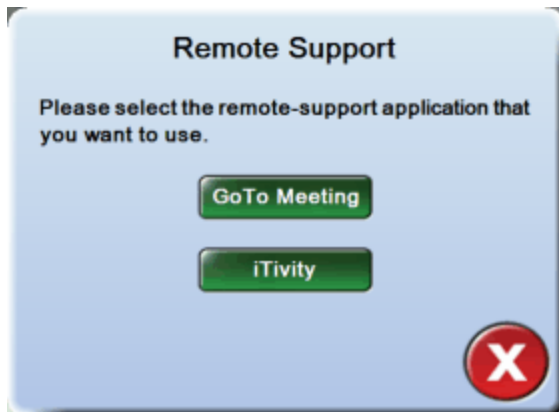 Remote Support
Please select the remote-support application that
you want to use.
GoTo Meeting
iTivity
X